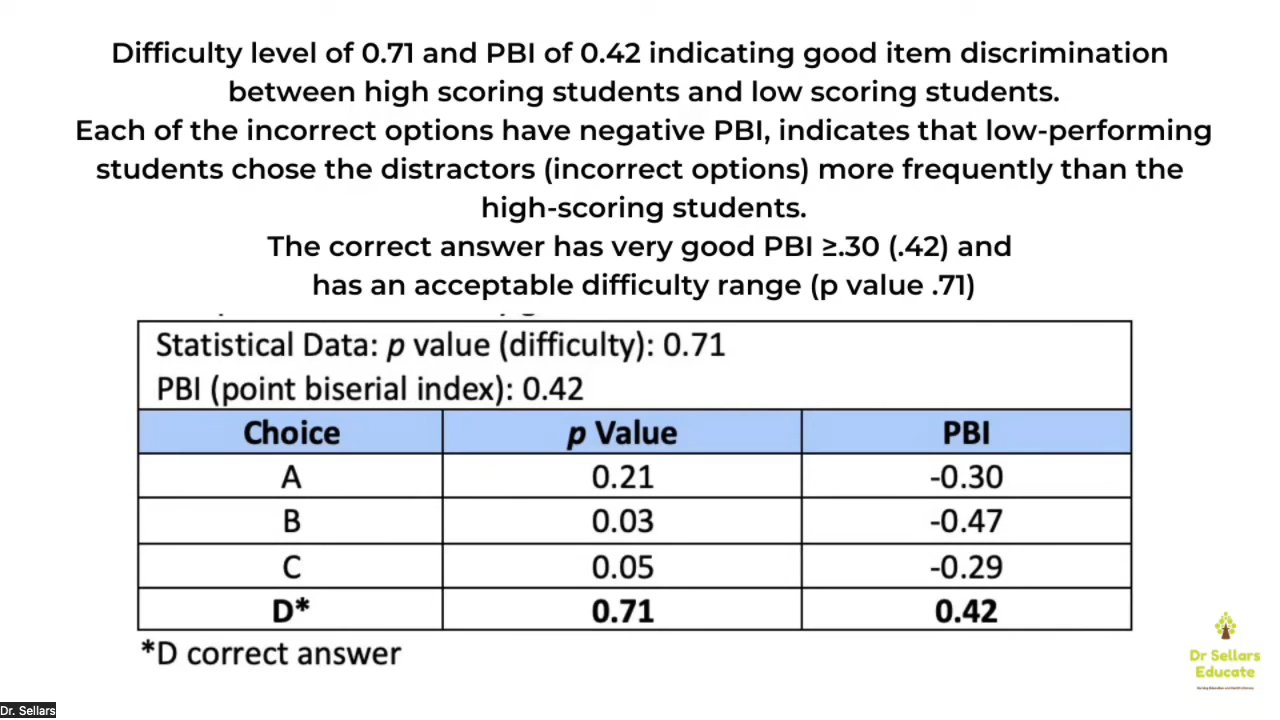 Difficulty level of 0.71 and PBI of 0.42 indicating good item discrimination
between high scoring students and low scoring students.
Each of the incorrect options have negative PBI, indicates that low-performing
students chose the distractors (incorrect options) more frequently than the
high-scoring students.
The correct answer has very good PBI ≥.30 (.42) and
has an acceptable difficulty range (p value .71)
Statistical Data: p value (difficulty): 0.71
PBI (point biserial index): 0.42
Choice p Value PBI
A 0.21 -0.30
B 0.03 -0.47
C 0.05 -0.29
D* 0.71 0.42
*D correct answer
Dr Sellars
Educate
Dr. Sellars